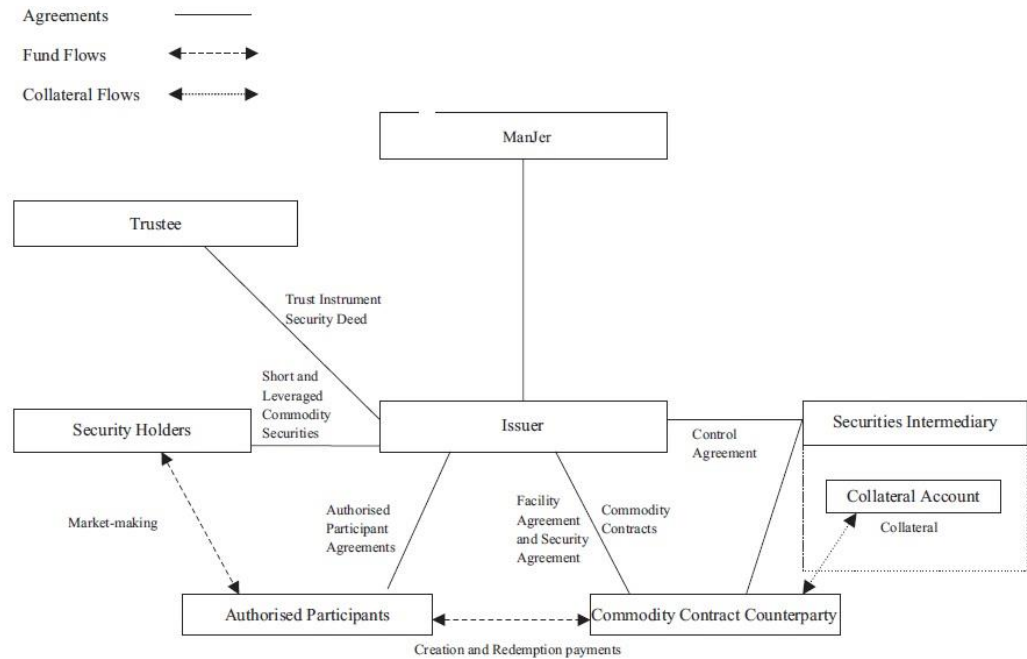 Agreements
Fund Flows
Collateral Flows
ManJer
Trustee
Trust Instrument
Security Deed
Short and
Leveraged
Commodity
Securities
Security Holders
Issuer
Securities Intermediary
Control
Agreement
Collateral Account
Collateral
Market-making
Authorised
Participant
Agreements
Facility
Agreement
and Security
Agreement
Commodity
Contracts
Authorised Participants
Commodity Contract Counterparty
Creation and Redemption payments